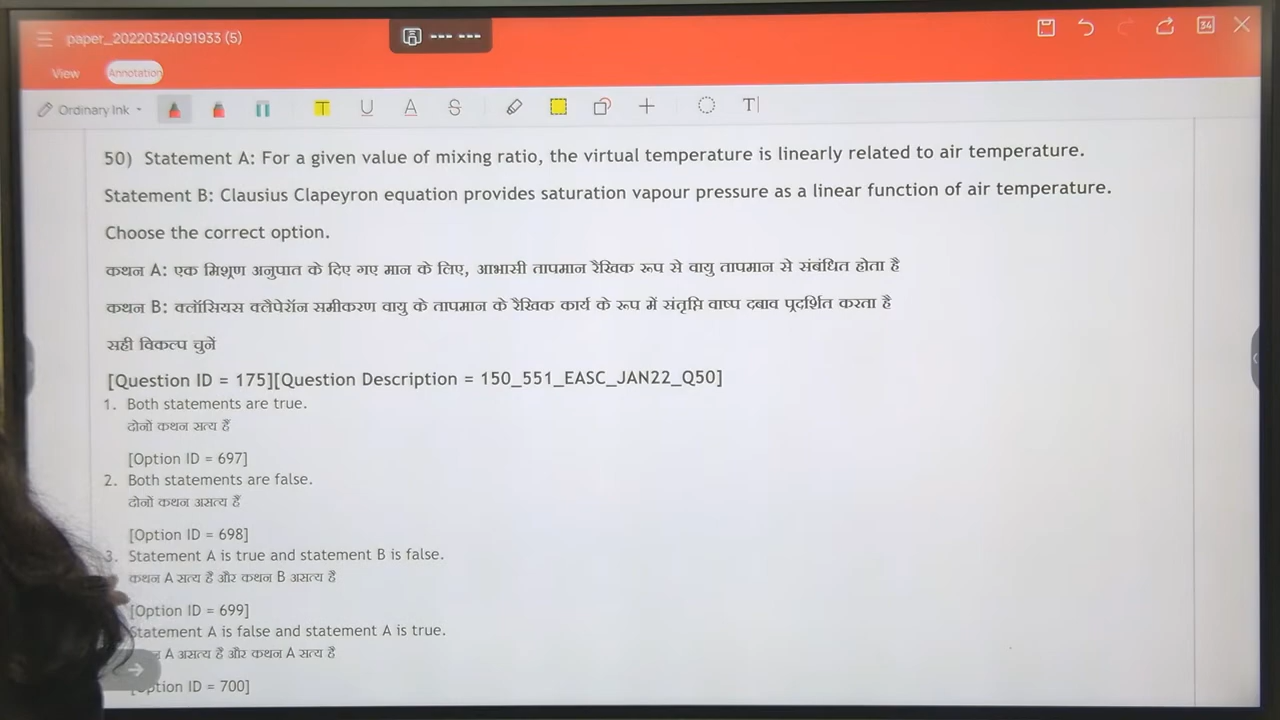 paper_20220324091933 (5)
34
View
Annotation
Ordinary Ink
T U A S T
50) Statement A: For a given value of mixing ratio, the virtual temperature is linearly related to air temperature.
Statement B: Clausius Clapeyron equation provides saturation vapour pressure as a linear function of air temperature.
Choose the correct option.
कथन A: एक मिश्रण अनुपात के दिए गए मान के लिए, आभासी तापमान रैखिक रूप से वायु तापमान से संबंधित होता है
कथन B: क्लॉसियस क्लैपेरॉन समीकरण वायु के तापमान के रैखिक कार्य के रूप में संतृप्ति वाष्प दबाव प्रदर्शित करता है
सही विकल्प चुनें
[Question ID = 175][Question Description = 150_551_EASC_JAN22_Q50]
1. Both statements are true.
दोनों कथन सत्य हैं
[Option ID = 697]
2. Both statements are false.
दोनों कथन असत्य हैं
[Option ID = 698]
3. Statement A is true and statement B is false.
कथन A सत्य है और कथन B असत्य है
[Option ID = 699]
Statement A is false and statement A is true.
A असत्य है और कथन A सत्य है
ption ID = 700]